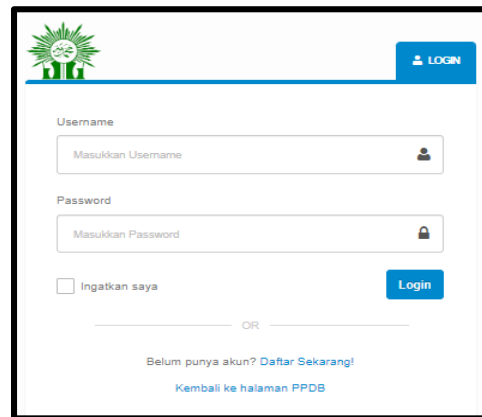 LOGIN
Username
Masukkan Username
Password
Masukkan Password
Ingatkan saya
Login
OR
Belum punya akun? Daftar Sekarang!
Kembali ke halaman PPDB